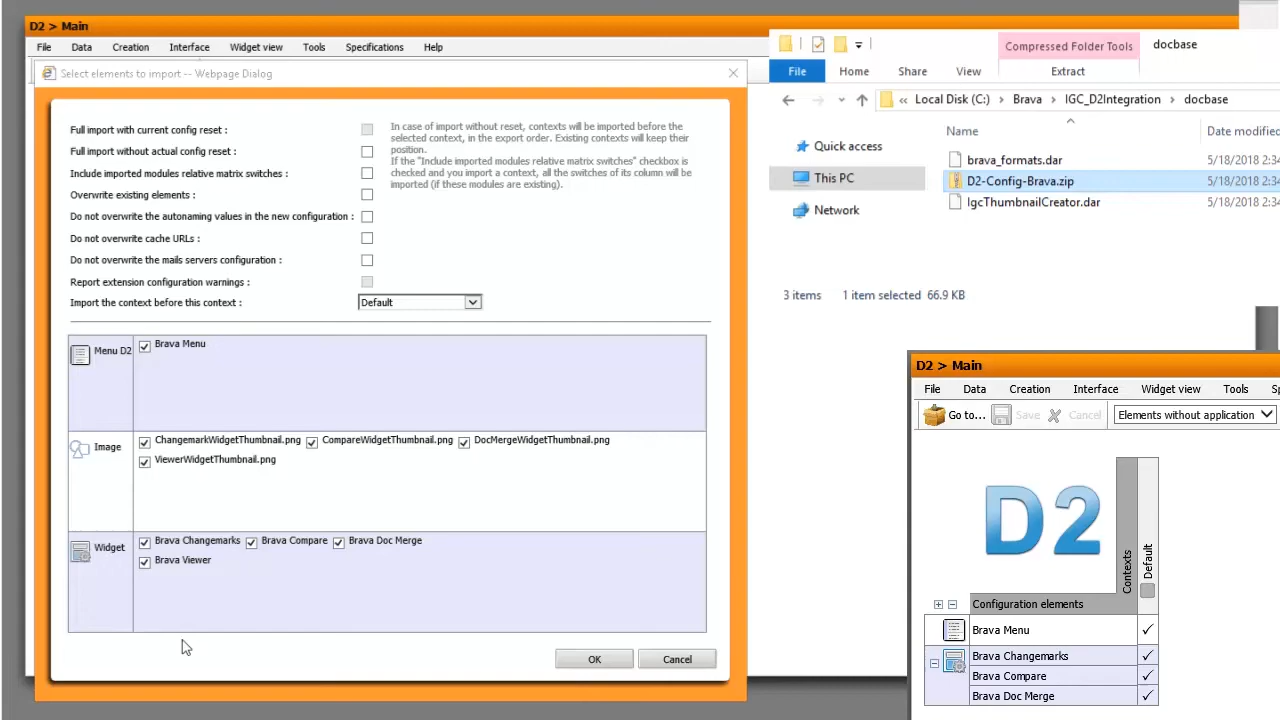 D2 > Main
File Data Creation Interface Widget view Tools Specifications Help
Select elements to import -- Webpage Dialog
Full import with current config reset :
Full import without actual config reset :
Include imported modules relative matrix switches :
Overwrite existing elements :
Do not overwrite the autonaming values in the new configuration :
Do not overwrite cache URLs :
Do not overwrite the mails servers configuration :
Report extension configuration warnings :
Import the context before this context :
Default
In case of import without reset, contexts will be imported before the
selected context, in the export order. Existing contexts will keep their
position.
If the "Include imported modules relative matrix switches" checkbox is
checked and you import a context, all the switches of its column will be
imported (if these modules are existing).
Menu D2
Brava Menu
Image
ChangemarkWidgetThumbnail.png CompareWidgetThumbnail.png DocMergeWidgetThumbnail.png
ViewerWidgetThumbnail.png
Widget
Brava Changemarks Brava Compare Brava Doc Merge
Brava Viewer
OK Cancel
Compressed Folder Tools docbase
File Home Share View Extract
« Local Disk (C:) > Brava > IGC_D2Integration > docbase
Quick access
This PC
Network
Name Date modified
brava_formats.dar 5/18/2018 2:34
D2-Config-Brava.zip 5/18/2018 2:34
IgcThumbnailCreator.dar 5/18/2018 2:34
3 items 1 item selected 66.9 KB
D2 > Main
File Data Creation Interface Widget view Tools
Go to... Save Cancel Elements without application
D2
Contexts
Default
Configuration elements
Brava Menu
Brava Changemarks
Brava Compare
Brava Doc Merge